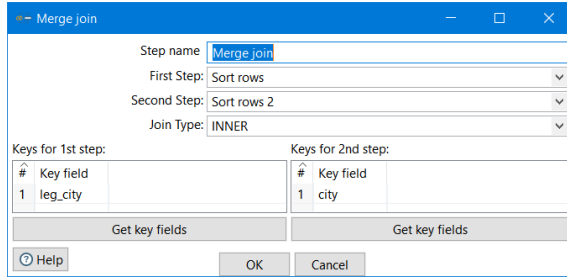 Merge join
Step name Merge join
First Step: Sort rows
Second Step: Sort rows 2
Join Type: INNER
Keys for 1st step: Keys for 2nd step:
# Key field # Key field
1 leg_city 1 city
Get key fields Get key fields
Help OK Cancel